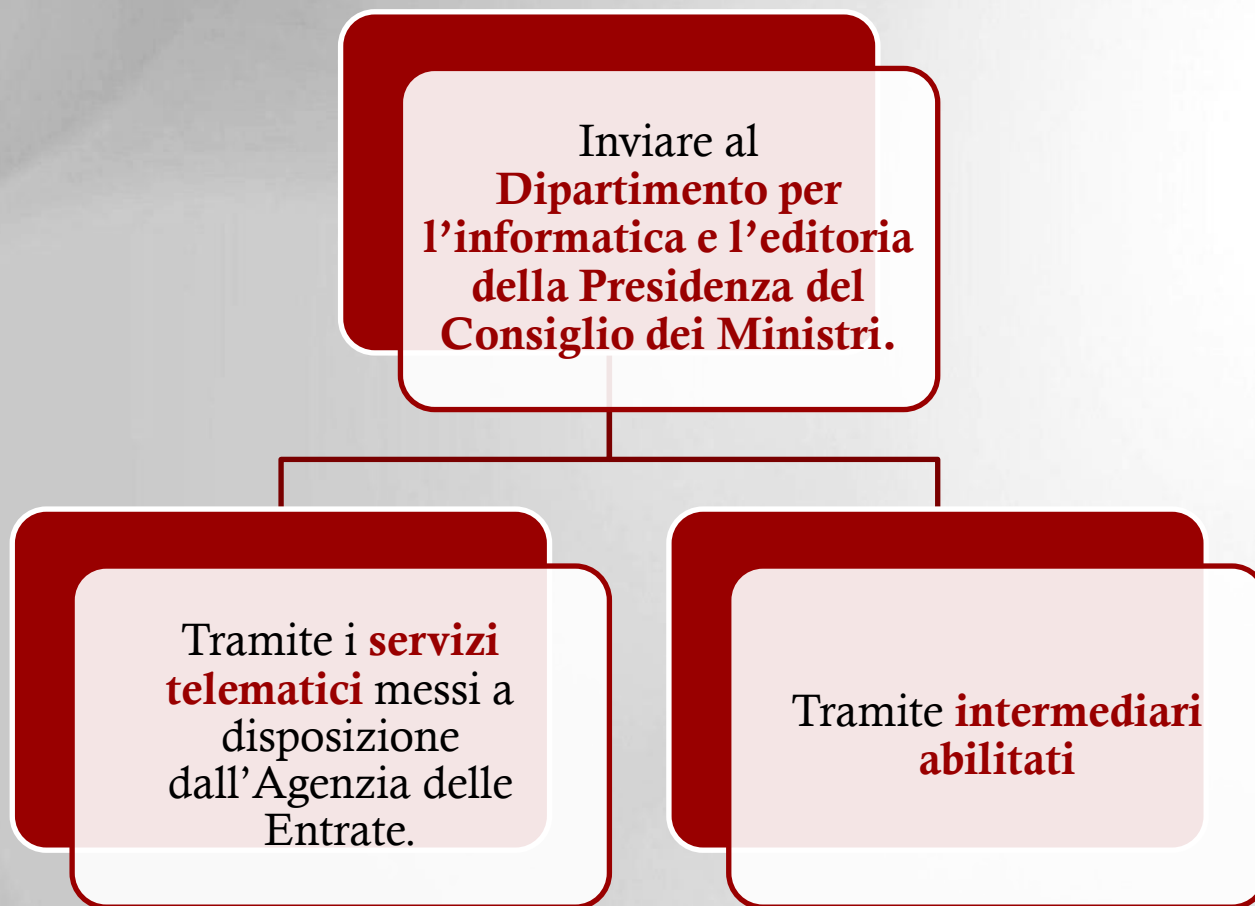 Inviare al
Dipartimento per
l’informatica e l’editoria
della Presidenza del
Consiglio dei Ministri.
Tramite i servizi
telematici messi a
disposizione
dall’Agenzia delle
Entrate.
Tramite intermediari
abilitati